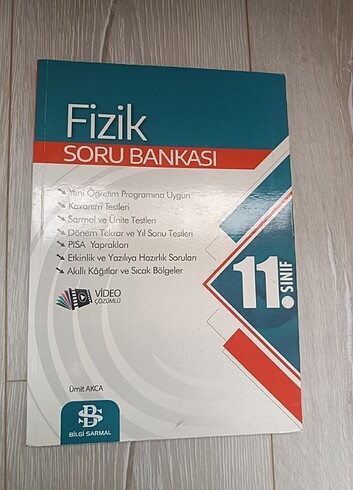 Fizik
SORU BANKASI
Yeni Öğretim Programına Uygun
Kazanım Testleri
Sarmal ve Ünite Testleri
Dönem Tekrar ve Yıl Sonu Testleri
PISA Yaprakları
Etkinlik ve Yazılıya Hazırlık Soruları
Akıllı Kâğıtlar ve Sıcak Bölgeler
11. SINIF
VİDEO
ÇÖZÜMLÜ
Ümit AKCA
BS
BİLGİ SARMAL